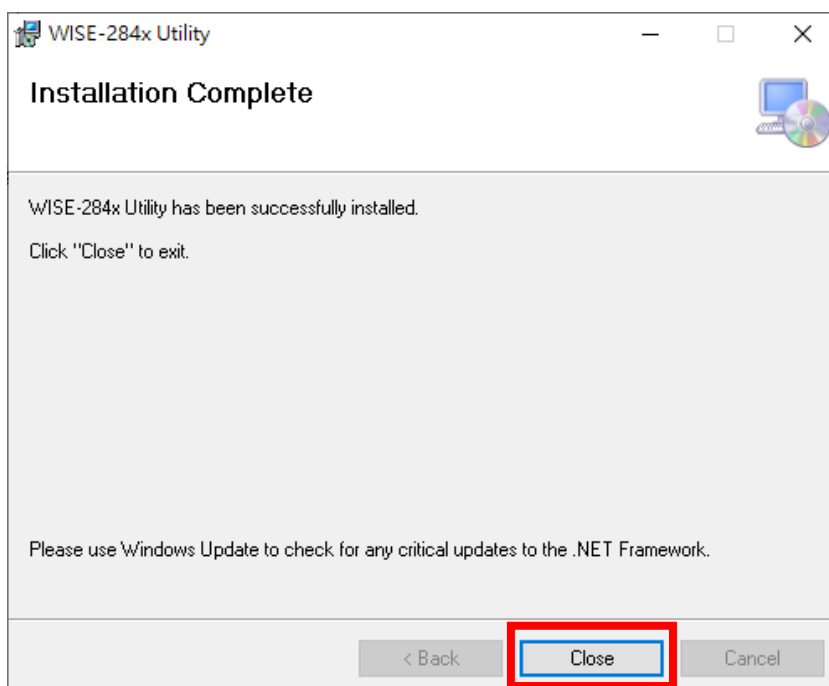 WISE-284x Utility
Installation Complete
WISE-284x Utility has been successfully installed.
Click "Close" to exit.
Please use Windows Update to check for any critical updates to the .NET Framework.
< Back
Close
Cancel